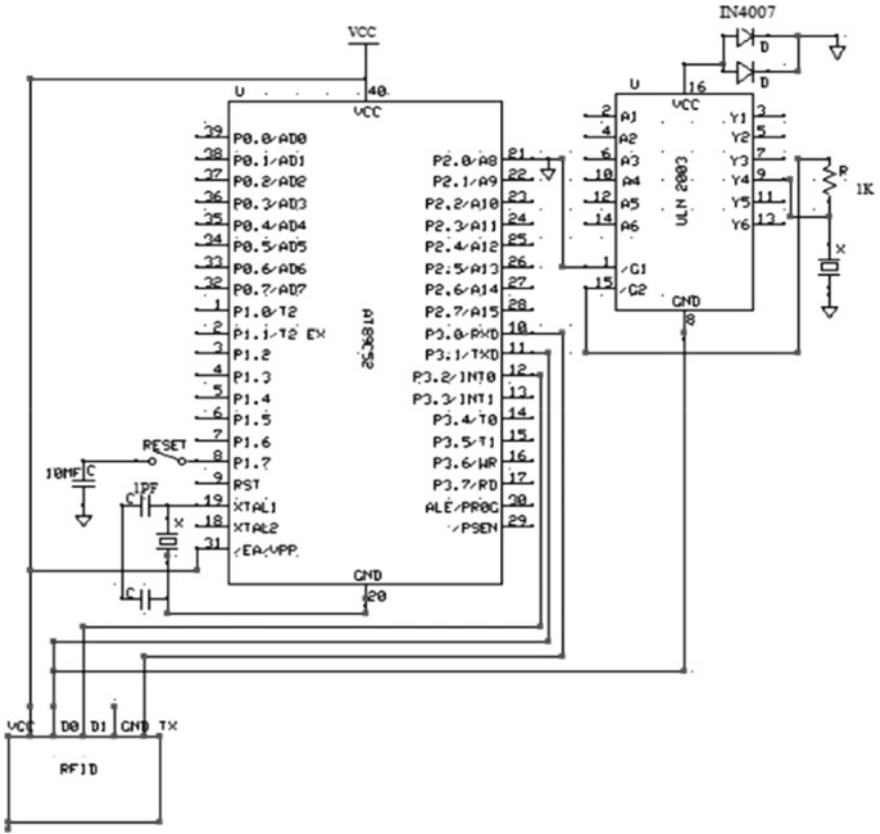 IN4007
D
D
VCC
U
40
VCC
39 P0.0/AD0
38 P0.1/AD1
37 P0.2/AD2
36 P0.3/AD3
35 P0.4/AD4
34 P0.5/AD5
33 P0.6/AD6
32 P0.7/AD7
1 P1.0/T2
2 P1.1/T2 EX
3 P1.2
4 P1.3
5 P1.4
6 P1.5
7 P1.6
8 P1.7
9 RST
19 XTAL1
18 XTAL2
31 /EA/VPP
AT89C52
P2.0/A8 21
P2.1/A9 22
P2.2/A10 23
P2.3/A11 24
P2.4/A12 25
P2.5/A13 26
P2.6/A14 27
P2.7/A15 28
P3.0/RXD 10
P3.1/TXD 11
P3.2/INT0 12
P3.3/INT1 13
P3.4/T0 14
P3.5/T1 15
P3.6/WR 16
P3.7/RD 17
ALE/PROG 30
/PSEN 29
GND
20
RESET
10MF C
1PF
C
X
C
U
16
VCC
2 A1
4 A2
6 A3
10 A4
12 A5
14 A6
1 /G1
15 /G2
ULN 2003
Y1 3
Y2 5
Y3 7
Y4 9
Y5 11
Y6 13
GND
8
R
1K
X
VCC D0 D1 GND TX
RFID